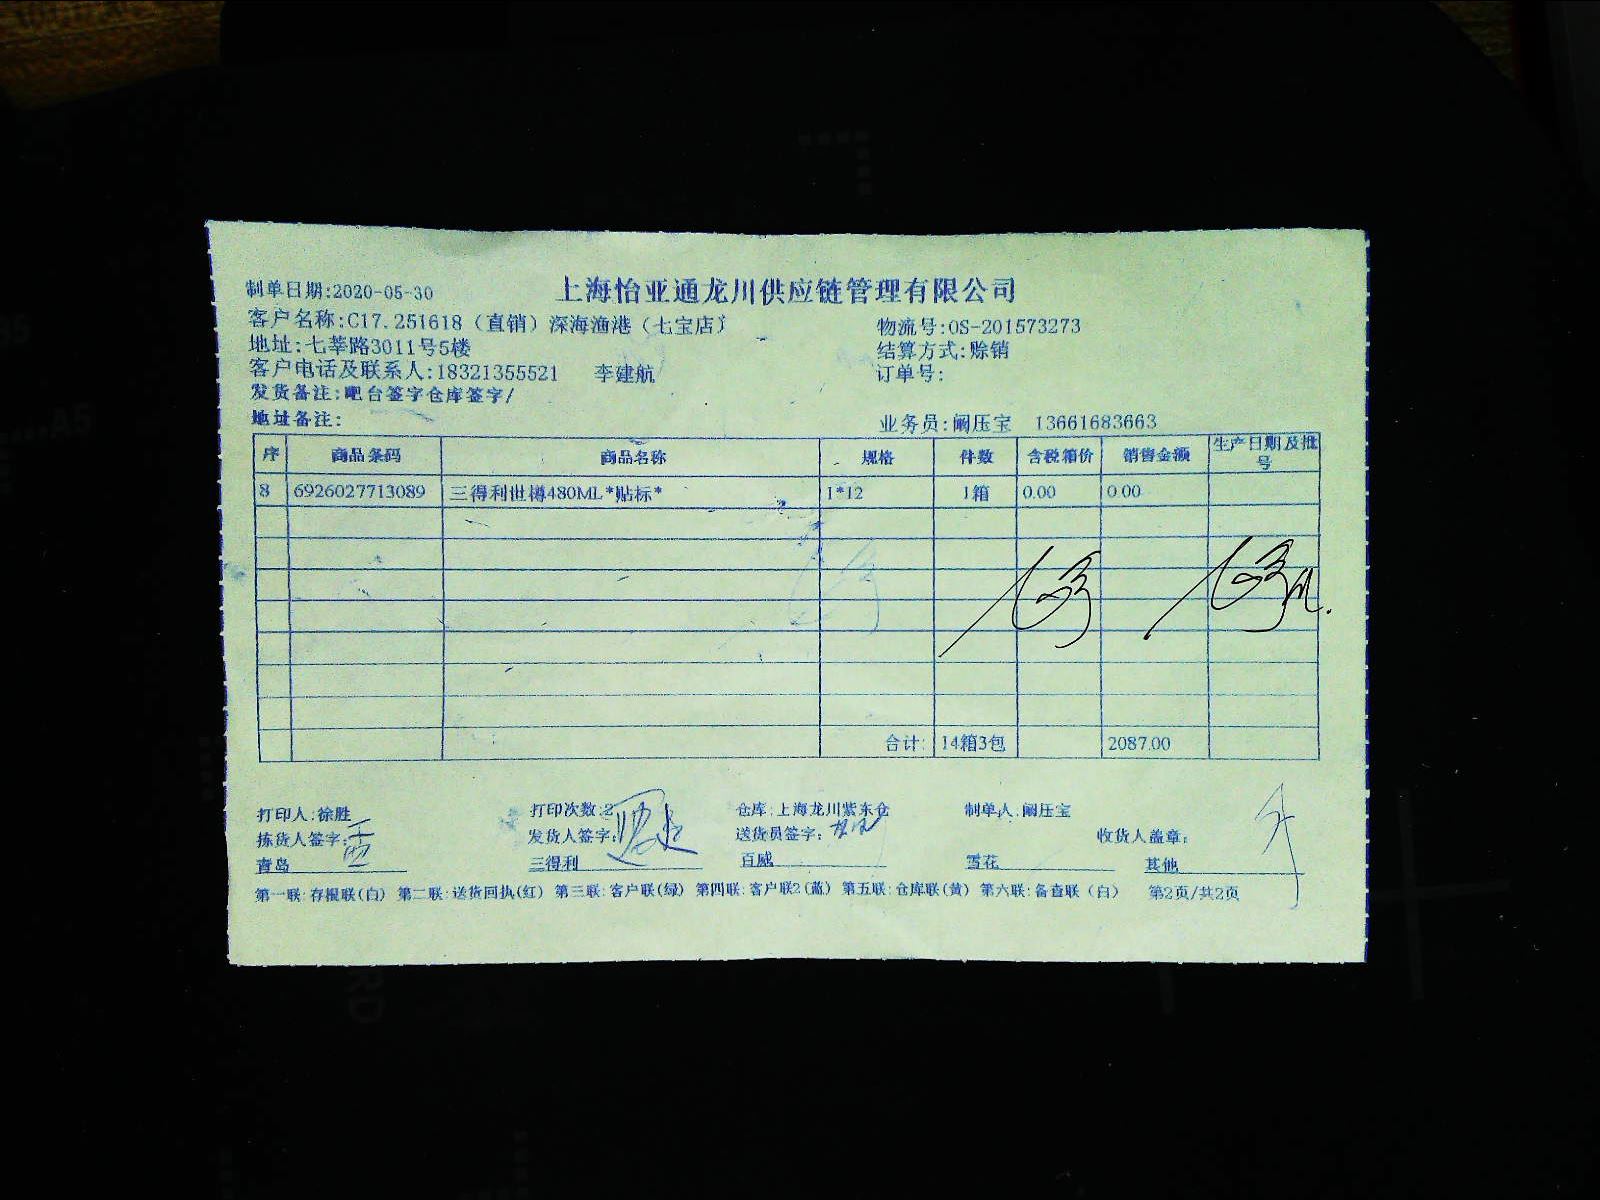 上海怡亚通龙川供应链管理有限公司
制单日期:2020-05-30
客户名称:C17.251618（直销）深海渔港（七宝店） 物流号:OS-201573273
地址:七莘路3011号5楼 结算方式:赊销
客户电话及联系人:18321355521 李建航 订单号:
发货备注:吧台签字仓库签字/
地址备注: 业务员:阚压宝 13661683663
序 商品条码 商品名称 规格 件数 含税箱价 销售金额 生产日期及批号
8 6926027713089 三得利世樽480ML*贴标* 1*12 1箱 0.00 0.00
合计: 14箱3包 2087.00
打印人:徐胜 打印次数:2 仓库:上海龙川紫东仓 制单人:阚压宝
拣货人签字: 发货人签字: 送货员签字: 收货人盖章:
青岛 三得利 百威 雪花 其他
第一联:存根联(白) 第二联:送货回执(红) 第三联:客户联(绿) 第四联:客户联2(蓝) 第五联:仓库联(黄) 第六联:备查联（白） 第2页/共2页